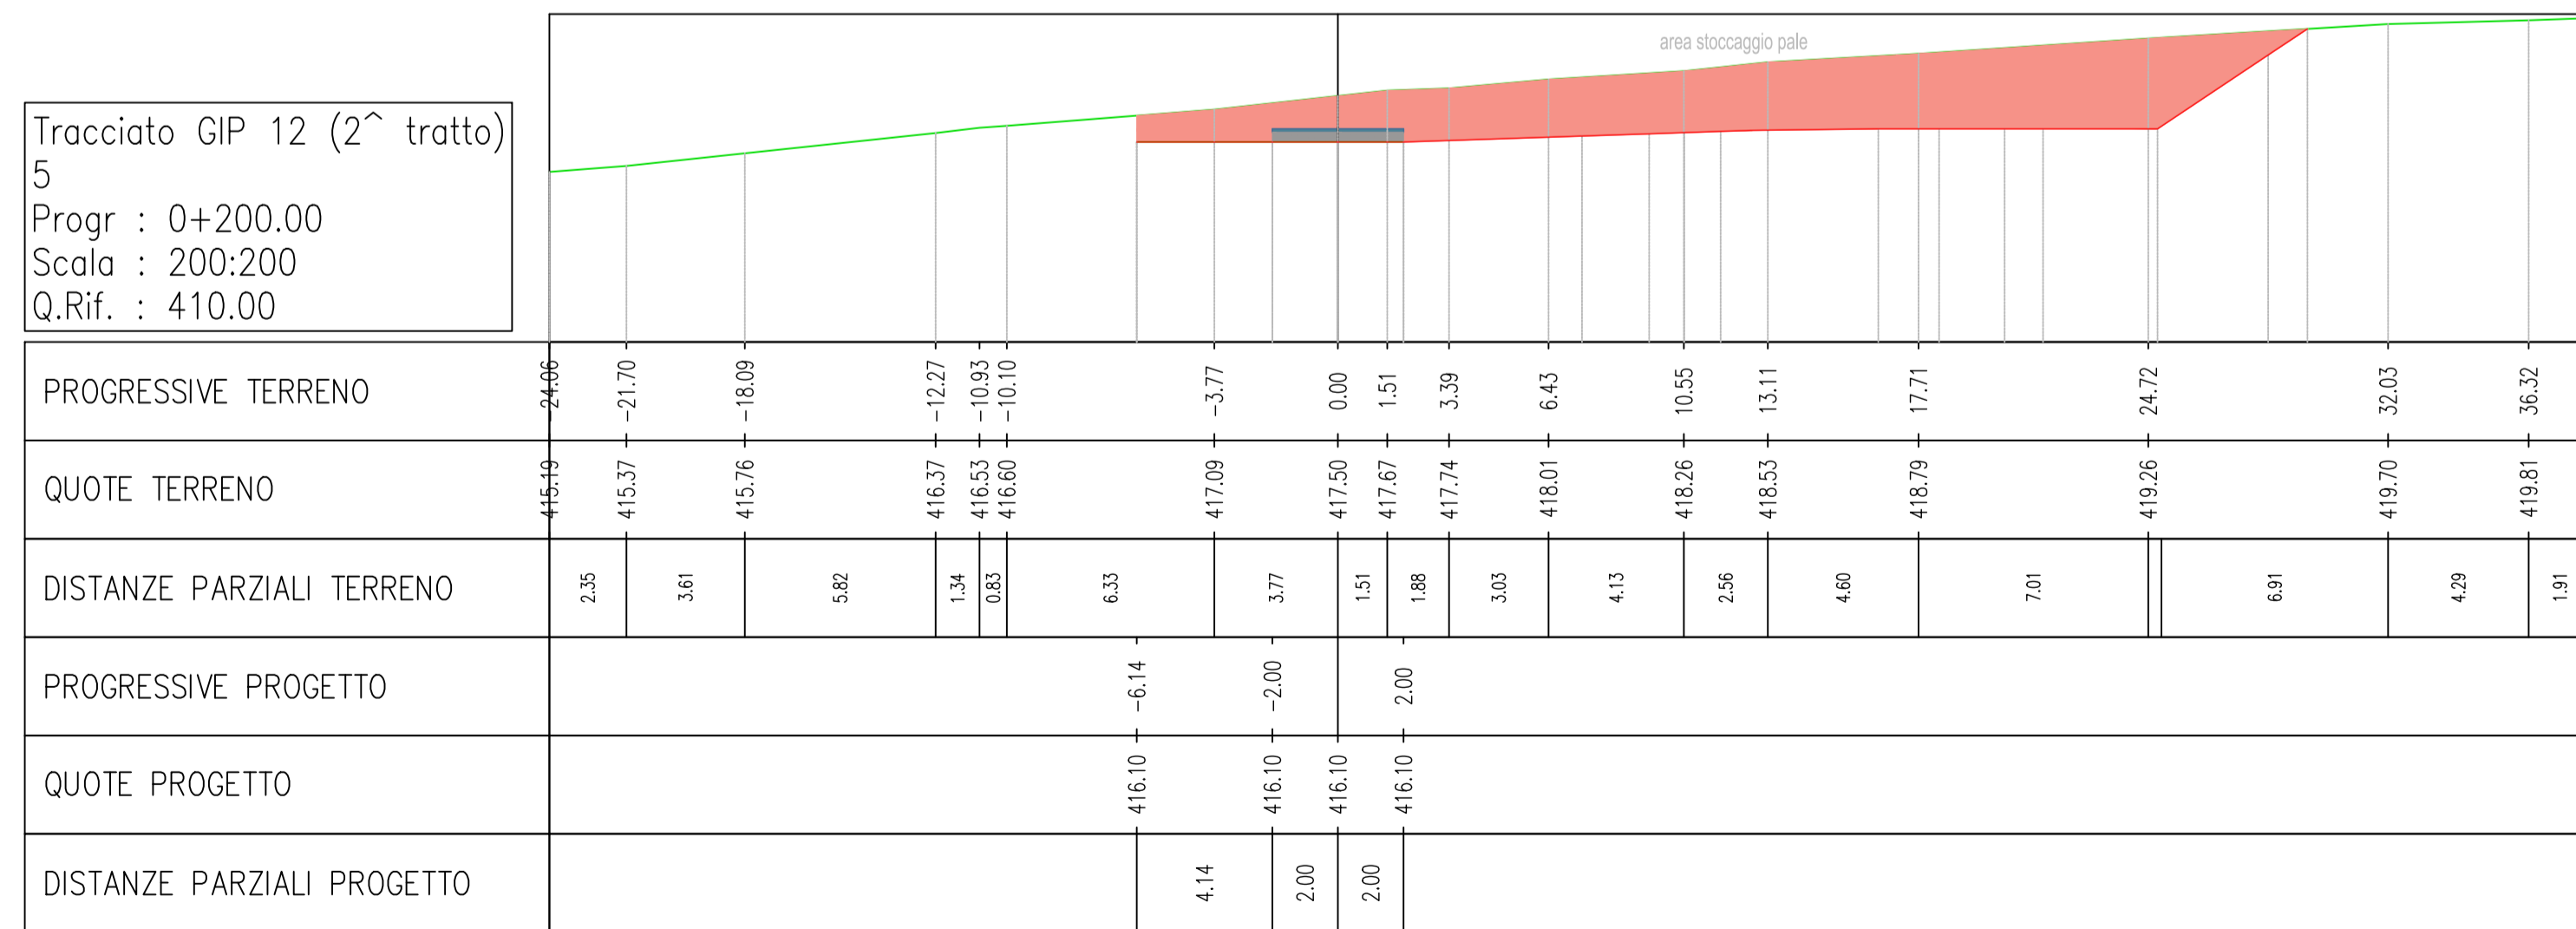 area stoccaggio pale
Tracciato GIP 12 (2^ tratto)
5
Progr : 0+200.00
Scala : 200:200
Q.Rif. : 410.00
PROGRESSIVE TERRENO -24.06 -21.70 -18.09 -12.27 -10.93 -10.10 -3.77 0.00 1.51 3.39 6.43 10.55 13.11 17.71 24.72 32.03 36.32
QUOTE TERRENO 415.19 415.37 415.76 416.37 416.53 416.60 417.09 417.50 417.67 417.74 418.01 418.26 418.53 418.79 419.26 419.70 419.81
DISTANZE PARZIALI TERRENO 2.35 3.61 5.82 1.34 0.83 6.33 3.77 1.51 1.88 3.03 4.13 2.56 4.60 7.01 6.91 4.29 1.91
PROGRESSIVE PROGETTO -6.14 -2.00 2.00
QUOTE PROGETTO 416.10 416.10 416.10 416.10
DISTANZE PARZIALI PROGETTO 4.14 2.00 2.00